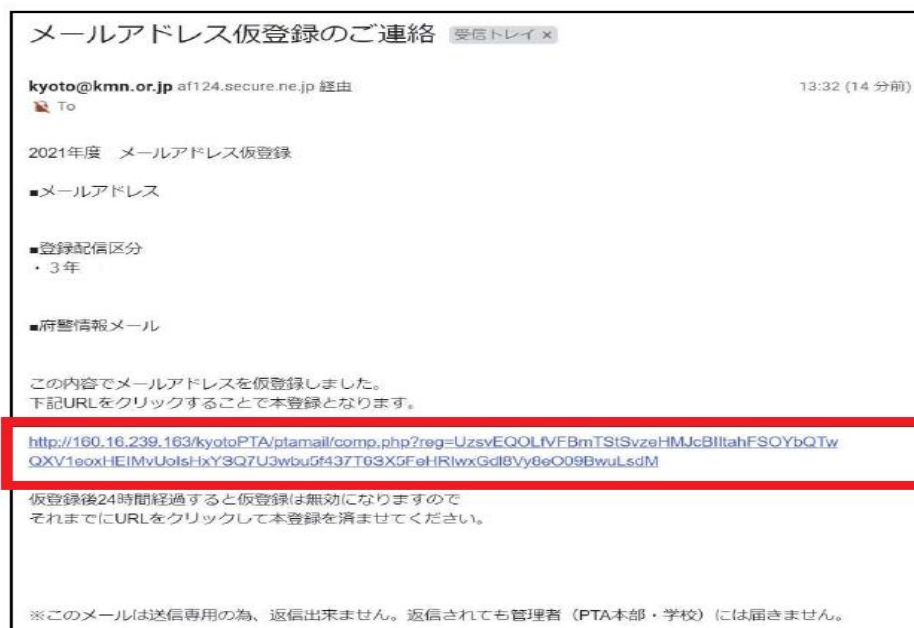 メールアドレス仮登録のご連絡 受信トレイ ×
kyoto@kmn.or.jp af124.secure.ne.jp 経由 13:32 (14 分前)
To
2021年度 メールアドレス仮登録
■メールアドレス
■登録配信区分
・3年
■府警情報メール
この内容でメールアドレスを仮登録しました。
下記URLをクリックすることで本登録となります。
http://160.16.239.163/kyotoPTA/ptamail/comp.php?reg=
仮登録後24時間経過すると仮登録は無効になりますので
それまでにURLをクリックして本登録を済ませてください。
※このメールは送信専用の為、返信出来ません。返信されても管理者（PTA本部・学校）には届きません。